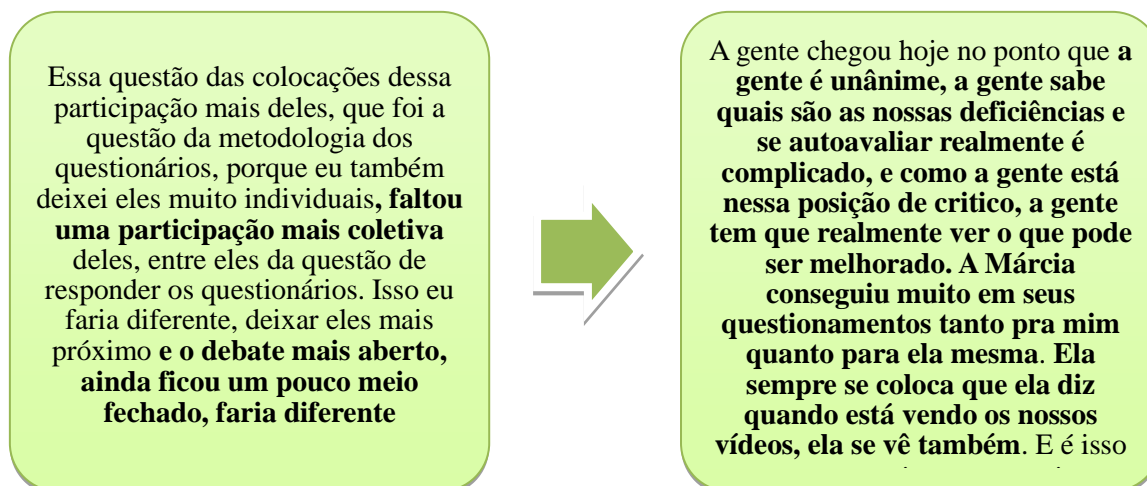 Essa questão das colocações dessa
participação mais deles, que foi a
questão da metodologia dos
questionários, porque eu também
deixei eles muito individuais, faltou
uma participação mais coletiva
deles, entre eles da questão de
responder os questionários. Isso eu
faria diferente, deixar eles mais
próximo e o debate mais aberto,
ainda ficou um pouco meio
fechado, faria diferente
A gente chegou hoje no ponto que a
gente é unânime, a gente sabe
quais são as nossas deficiências e
se autoavaliar realmente é
complicado, e como a gente está
nessa posição de critico, a gente
tem que realmente ver o que pode
ser melhorado. A Márcia
conseguiu muito em seus
questionamentos tanto pra mim
quanto para ela mesma. Ela
sempre se coloca que ela diz
quando está vendo os nossos
vídeos, ela se vê também. E é isso